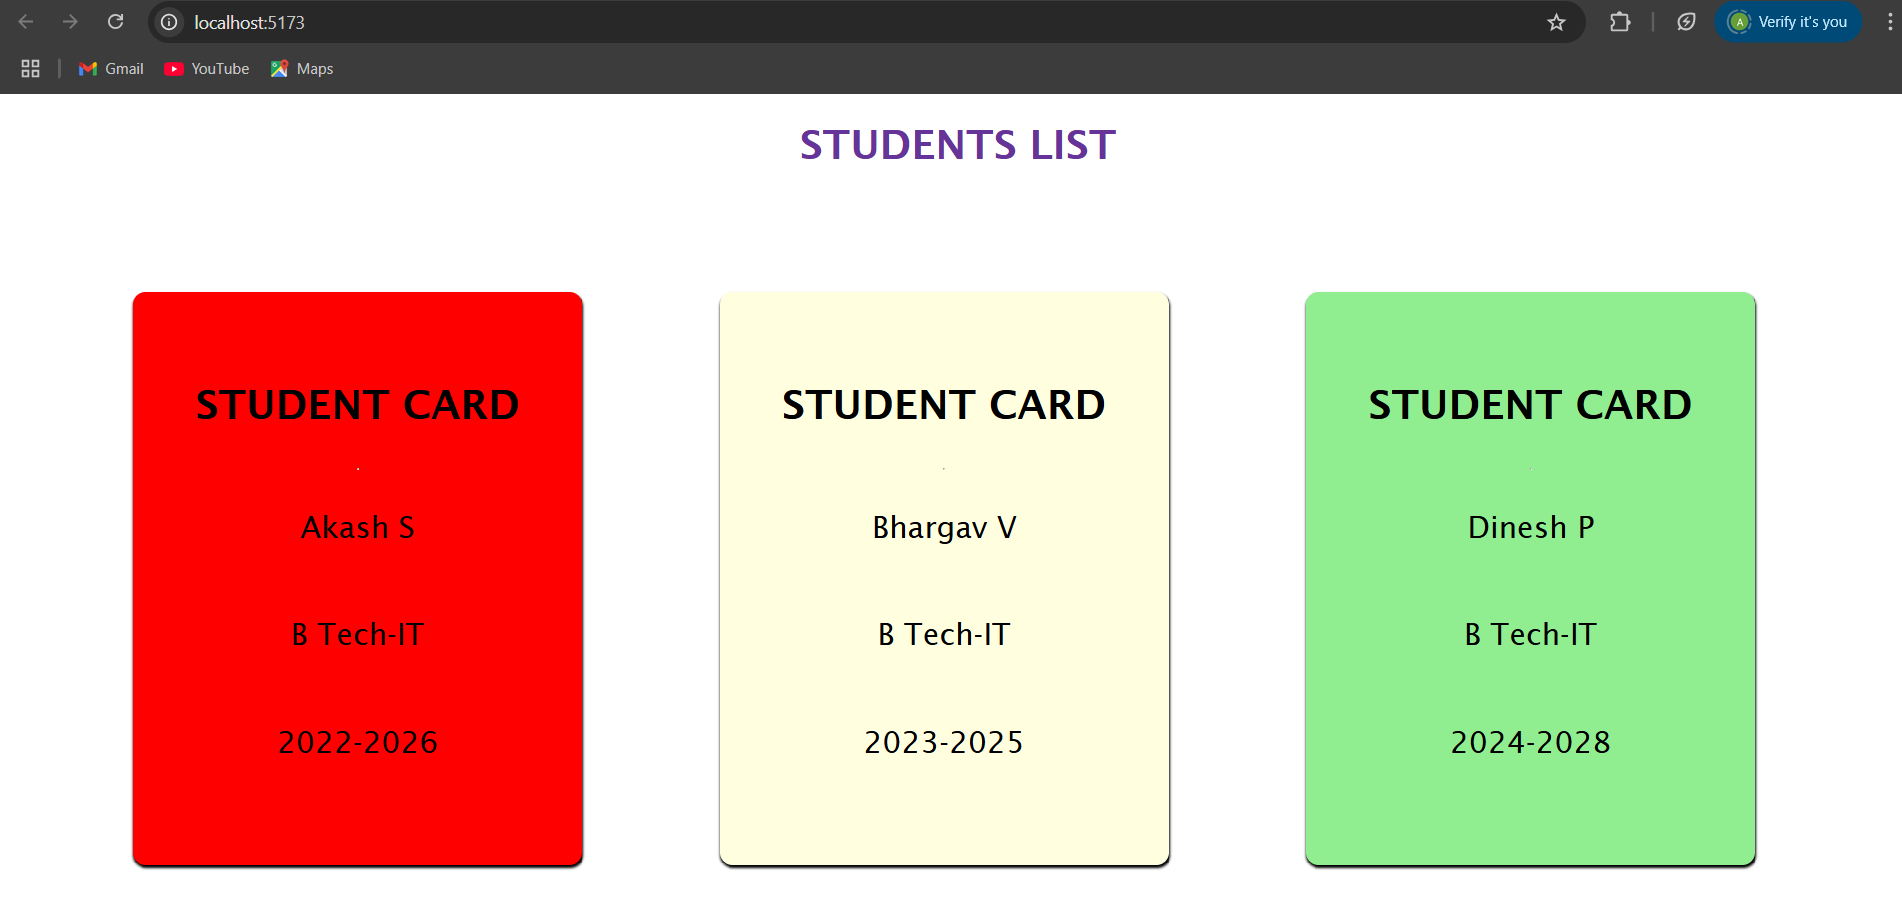 localhost:5173
A
Verify it's you
Gmail
YouTube
Maps
STUDENTS LIST
STUDENT CARD
Akash S
B Tech-IT
2022-2026
STUDENT CARD
Bhargav V
B Tech-IT
2023-2025
STUDENT CARD
Dinesh P
B Tech-IT
2024-2028